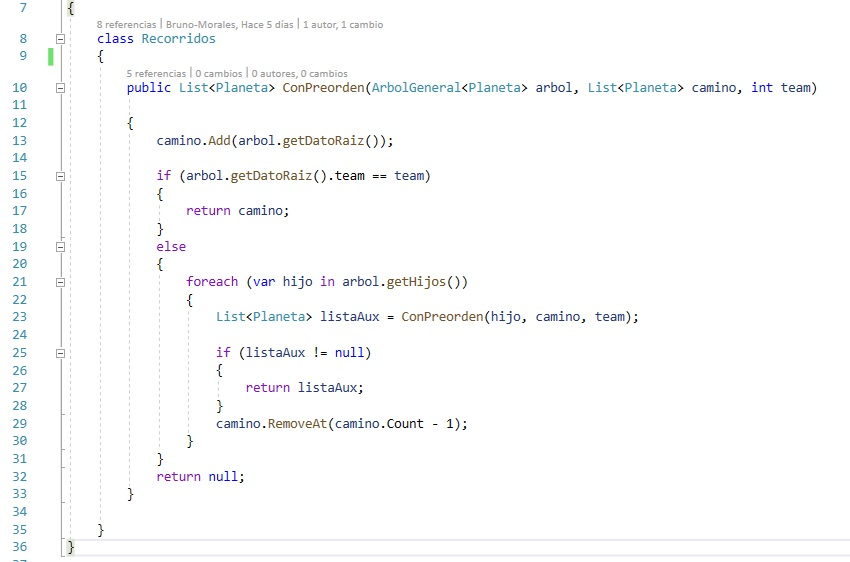 7 {
8 referencias | Bruno-Morales, Hace 5 días | 1 autor, 1 cambio
8 class Recorridos
9 {
5 referencias | 0 cambios | 0 autores, 0 cambios
10 public List<Planeta> ConPreorden(ArbolGeneral<Planeta> arbol, List<Planeta> camino, int team)
11
12 {
13 camino.Add(arbol.getDatoRaiz());
14
15 if (arbol.getDatoRaiz().team == team)
16 {
17 return camino;
18 }
19 else
20 {
21 foreach (var hijo in arbol.getHijos())
22 {
23 List<Planeta> listaAux = ConPreorden(hijo, camino, team);
24
25 if (listaAux != null)
26 {
27 return listaAux;
28 }
29 camino.RemoveAt(camino.Count - 1);
30 }
31 }
32 return null;
33 }
34
35 }
36 }